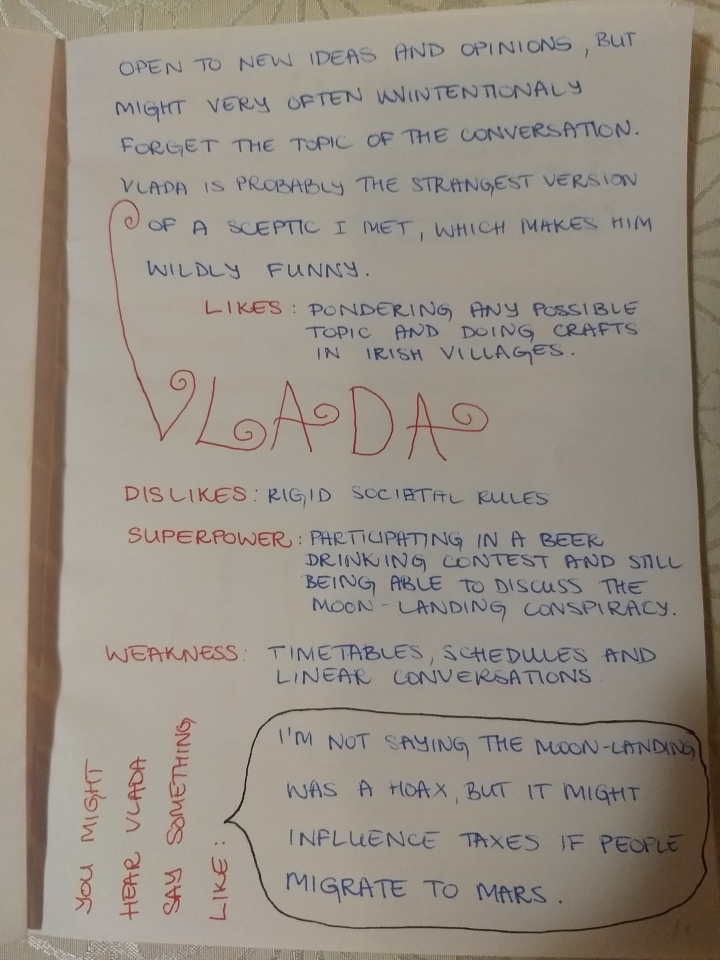 OPEN TO NEW IDEAS AND OPINIONS, BUT
MIGHT VERY OFTEN UNINTENTIONALY
FORGET THE TOPIC OF THE CONVERSATION.
VLADA IS PROBABLY THE STRANGEST VERSION
OF A SCEPTIC I MET, WHICH MAKES HIM
WILDLY FUNNY.
LIKES: PONDERING ANY POSSIBLE
TOPIC AND DOING CRAFTS
IN IRISH VILLAGES.
VLADA
DISLIKES: RIGID SOCIETAL RULES
SUPERPOWER: PARTICIPATING IN A BEER
DRINKING CONTEST AND STILL
BEING ABLE TO DISCUSS THE
MOON-LANDING CONSPIRACY.
WEAKNESS: TIMETABLES, SCHEDULES AND
LINEAR CONVERSATIONS.
YOU MIGHT
HEAR VLADA
SAY SOMETHING
LIKE:
I'M NOT SAYING THE MOON-LANDING
WAS A HOAX, BUT IT MIGHT
INFLUENCE TAXES IF PEOPLE
MIGRATE TO MARS.